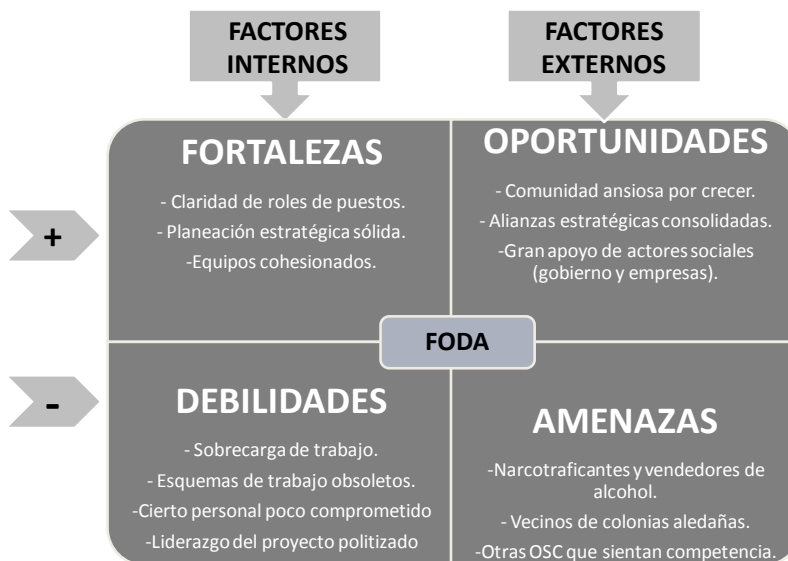 FACTORES
INTERNOS
FACTORES
EXTERNOS
FORTALEZAS
- Claridad de roles de puestos.
- Planeación estratégica sólida.
-Equipos cohesionados.
OPORTUNIDADES
- Comunidad ansiosa por crecer.
- Alianzas estratégicas consolidadas.
-Gran apoyo de actores sociales
(gobierno y empresas).
+
FODA
-
DEBILIDADES
- Sobrecarga de trabajo.
- Esquemas de trabajo obsoletos.
-Cierto personal poco comprometido
-Liderazgo del proyecto politizado
AMENAZAS
-Narcotraficantes y vendedores de
alcohol.
- Vecinos de colonias aledañas.
-Otras OSC que sientan competencia.